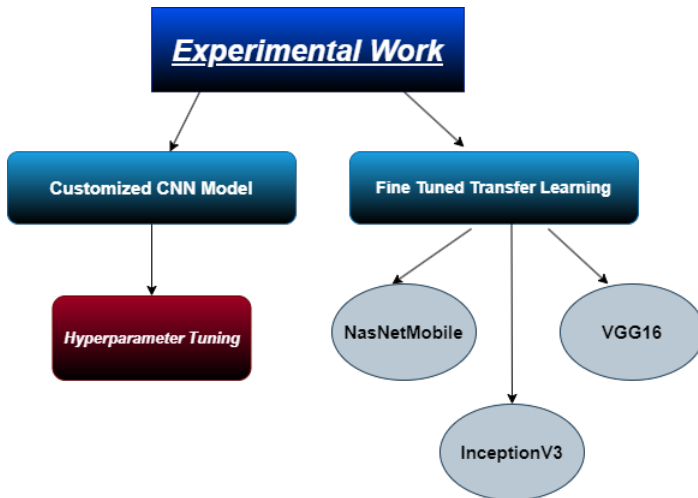 Experimental Work
Customized CNN Model
Fine Tuned Transfer Learning
Hyperparameter Tuning
NasNetMobile
VGG16
InceptionV3